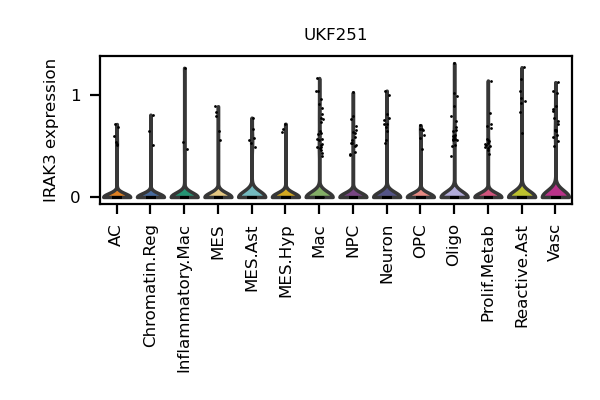 UKF251
IRAK3 expression
1
0
AC
Chromatin.Reg
Inflammatory.Mac
MES
MES.Ast
MES.Hyp
Mac
NPC
Neuron
OPC
Oligo
Prolif.Metab
Reactive.Ast
Vasc